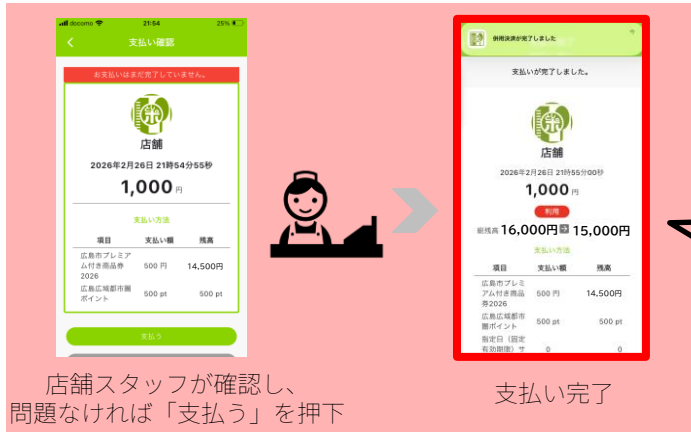 docomo 21:54 25%
支払い確認
お支払いはまだ完了していません。
店舗
2026年2月26日 21時54分55秒
1,000 円
支払い方法
項目 支払い額 残高
広島市プレミア
ム付き商品券
2026
500 円 14,500円
広島広域都市圏
ポイント
500 pt 500 pt
支払う
店舗スタッフが確認し、
問題なければ「支払う」を押下
併用決済が完了しました
支払いが完了しました。
店舗
2026年2月26日 21時55分00秒
1,000 円
利用
総残高 16,000円 15,000円
支払い方法
項目 支払い額 残高
広島市プレミ
アム付き商品
券2026
500 円 14,500円
広島広域都市
圏ポイント
500 pt 500 pt
指定日（固定
有効期限）サ
0 0
支払い完了